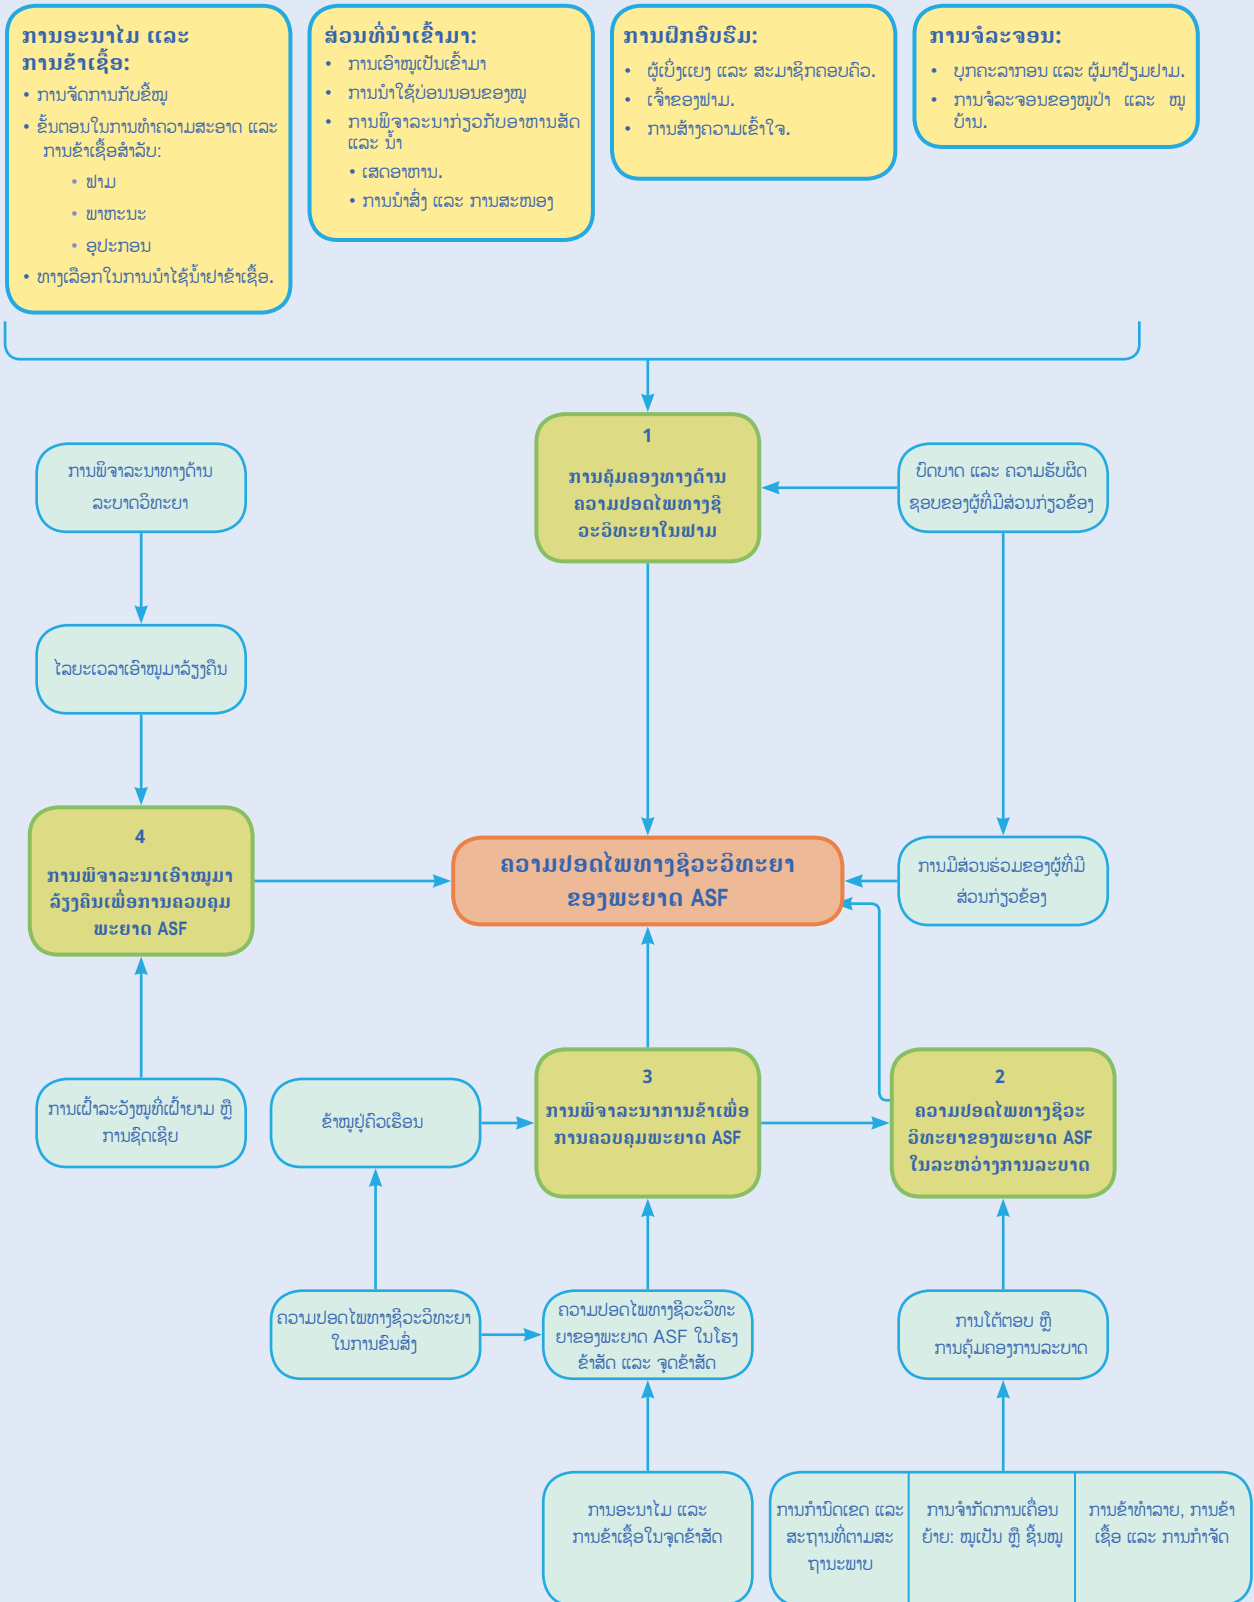 ການອະນາໄມ ແລະ
ການຂ້າເຊື້ອ:
• ການຈັດການກັບຂີ້ໝູ
• ຂັ້ນຕອນໃນການທຳຄວາມສະອາດ ແລະ
ການຂ້າເຊື້ອສຳລັບ:
• ຟາມ
• ພາຫະນະ
• ອຸປະກອນ
• ທາງເລືອກໃນການນຳໄຊ້ນ້ຳຢາຂ້າເຊື້ອ.
ສ່ວນທີ່ນຳເຂົ້າມາ:
• ການເອົາໝູເປັນເຂົ້າມາ
• ການນຳໃຊ້ບ່ອນນອນຂອງໝູ
• ການພິຈາລະນາກ່ຽວກັບອາຫານສັດ
ແລະ ນ້ຳ
• ເສດອາຫານ.
• ການນຳສົ່ງ ແລະ ການສະໜອງ
ການຝຶກອົບຮົມ:
• ຜູ້ເບິ່ງແຍງ ແລະ ສະມາຊິກຄອບຄົວ.
• ເຈົ້າຂອງຟາມ.
• ການສ້າງຄວາມເຂົ້າໃຈ.
ການຈໍລະຈອນ:
• ບຸກຄະລາກອນ ແລະ ຜູ້ມາຢ້ຽມຢາມ.
• ການຈໍລະຈອນຂອງໝູປ່າ ແລະ ໝູ
ບ້ານ.
1
ການຄຸ້ມຄອງທາງດ້ານ
ຄວາມປອດໄພທາງຊີ
ວະວິທະຍາໃນຟາມ
ການພິຈາລະນາທາງດ້ານ
ລະບາດວິທະຍາ
ບົດບາດ ແລະ ຄວາມຮັບຜິດ
ຊອບຂອງຜູ້ທີ່ມີສ່ວນກ່ຽວຂ້ອງ
ໄລຍະເວລາເອົາໝູມາລ້ຽງຄືນ
4
ການພິຈາລະນາເອົາໝູມາ
ລ້ຽງຄືນເພື່ອການຄວບຄຸມ
ພະຍາດ ASF
ຄວາມປອດໄພທາງຊີວະວິທະຍາ
ຂອງພະຍາດ ASF
ການມີສ່ວນຮ່ວມຂອງຜູ້ທີ່ມີ
ສ່ວນກ່ຽວຂ້ອງ
ການເຝົ້າລະວັງໝູທີ່ເຝົ້າຍາມ ຫຼື
ການຊົດເຊີຍ
ຂ້າໝູຢູ່ຄົວເຮືອນ
3
ການພິຈາລະນາການຂ້າເພື່ອ
ການຄວບຄຸມພະຍາດ ASF
2
ຄວາມປອດໄພທາງຊີວະ
ວິທະຍາຂອງພະຍາດ ASF
ໃນລະຫວ່າງການລະບາດ
ຄວາມປອດໄພທາງຊີວະວິທະຍາ
ໃນການຂົນສົ່ງ
ຄວາມປອດໄພທາງຊີວະວິທະ
ຍາຂອງພະຍາດ ASF ໃນໂຮງ
ຂ້າສັດ ແລະ ຈຸດຂ້າສັດ
ການໂຕ້ຕອບ ຫຼື
ການຄຸ້ມຄອງການລະບາດ
ການອະນາໄມ ແລະ
ການຂ້າເຊື້ອໃນຈຸດຂ້າສັດ
ການກຳນົດເຂດ ແລະ
ສະຖານທີ່ຕາມສະ
ຖານະພາບ
ການຈຳກັດການເຄື່ອນ
ຍ້າຍ: ໝູເປັນ ຫຼື ຊີ້ນໝູ
ການຂ້າທຳລາຍ, ການຂ້າ
ເຊື້ອ ແລະ ການກຳຈັດ